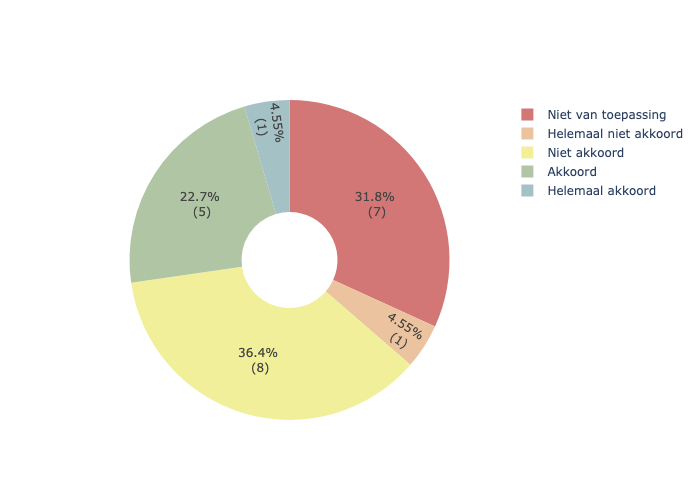 Niet van toepassing
Helemaal niet akkoord
Niet akkoord
Akkoord
Helemaal akkoord
4.55%
(1)
31.8%
(7)
22.7%
(5)
4.55%
(1)
36.4%
(8)